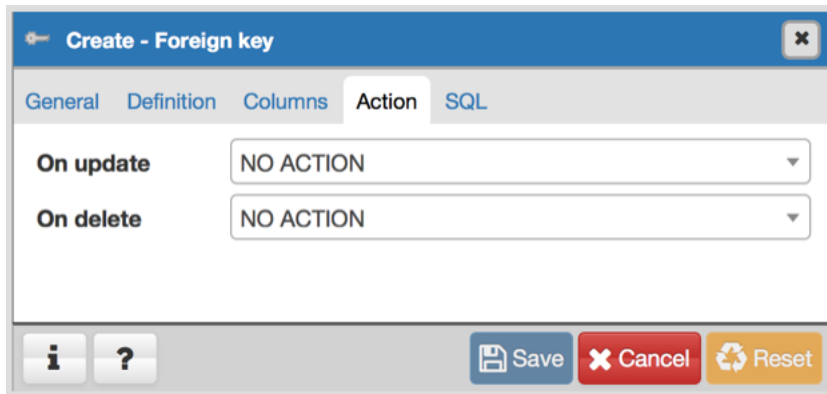 Create - Foreign key
General Definition Columns Action SQL
On update NO ACTION
On delete NO ACTION
i ? Save Cancel Reset